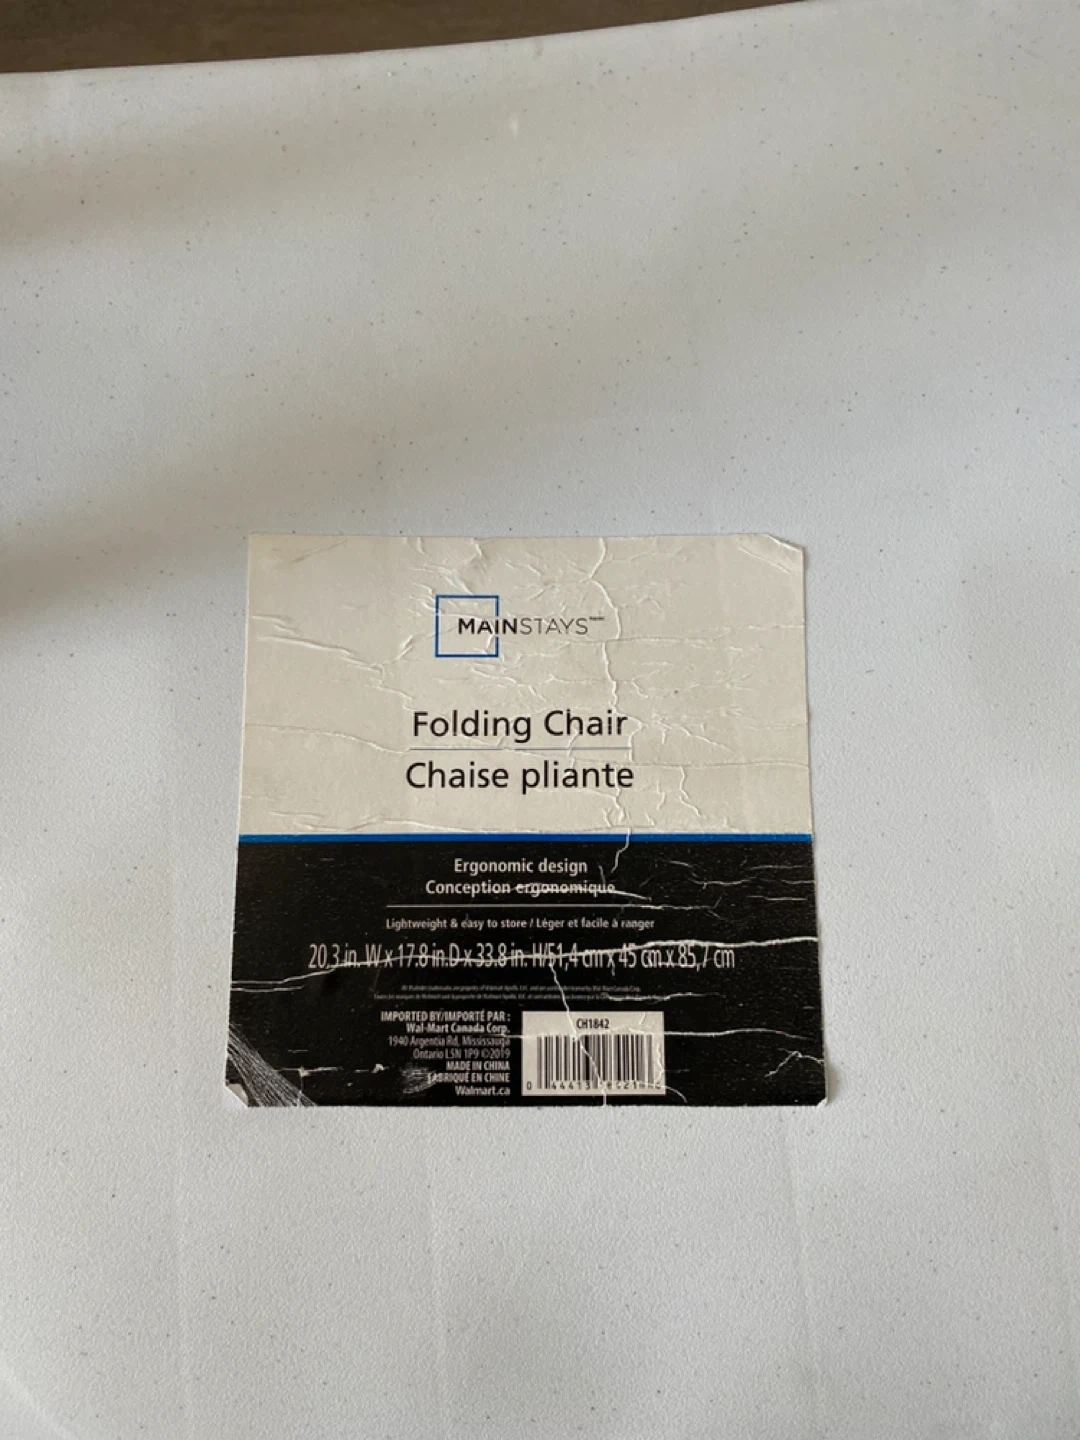 MAINSTAYS
Folding Chair
Chaise pliante
Ergonomic design
Conception ergonomique
Lightweight & easy to store / Léger et facile à ranger
20.3 in. W x 17.8 in. D x 33.8 in. H/51,4 cm x 45 cm x 85,7 cm
IMPORTED BY/IMPORTÉ PAR :
Wal-Mart Canada Corp.
1940 Argentia Rd, Mississauga
Ontario L5N 1P9 ©2019
MADE IN CHINA
FABRIQUÉ EN CHINE
Walmart.ca
CH1842
0 44413